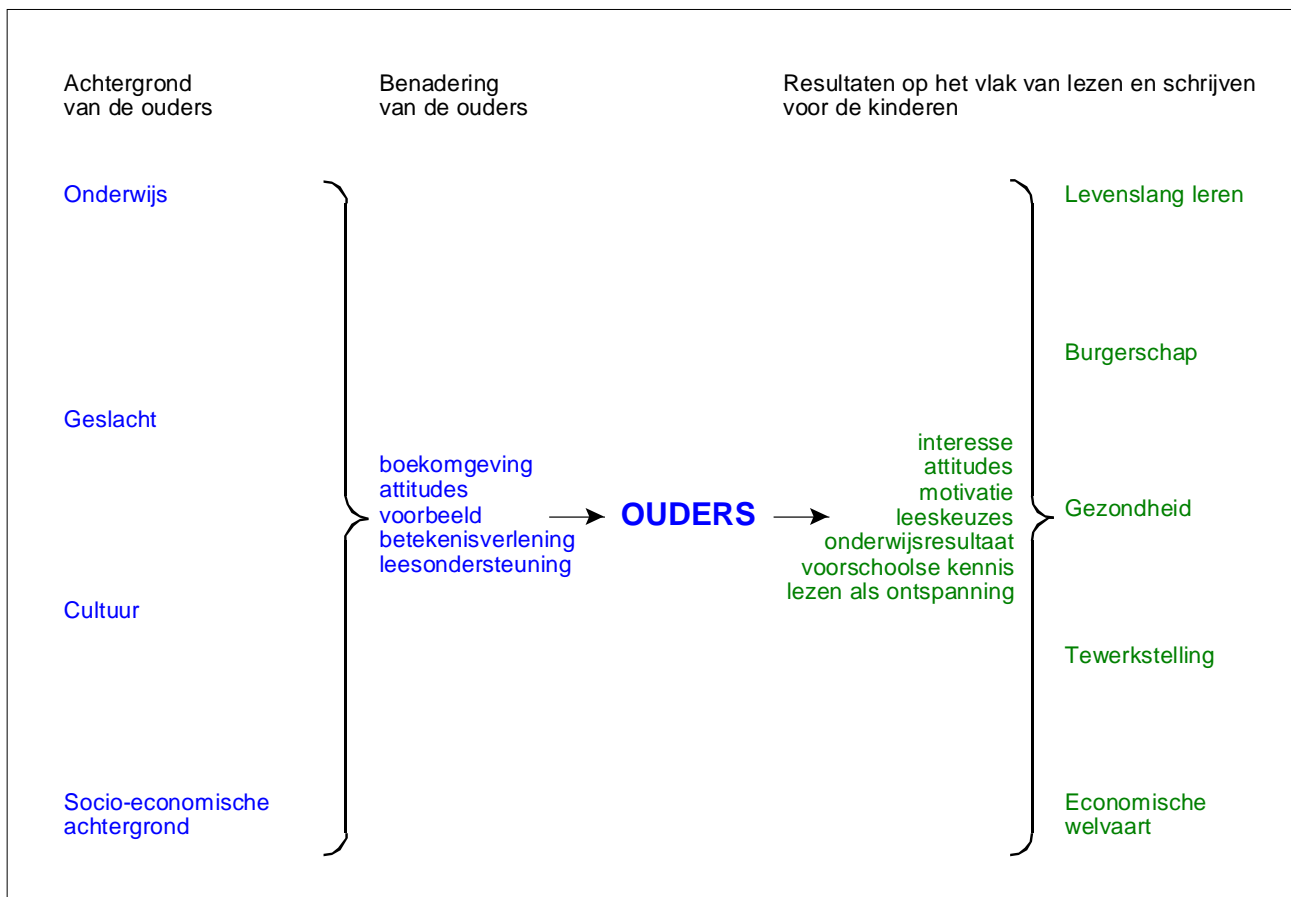 Achtergrond
van de ouders
Benadering
van de ouders
Resultaten op het vlak van lezen en schrijven
voor de kinderen
Onderwijs
Geslacht
Cultuur
Socio-economische
achtergrond
boekomgeving
attitudes
voorbeeld
betekenisverlening
leesondersteuning
OUDERS
interesse
attitudes
motivatie
leeskeuzes
onderwijsresultaat
voorschoolse kennis
lezen als ontspanning
Levenslang leren
Burgerschap
Gezondheid
Tewerkstelling
Economische
welvaart